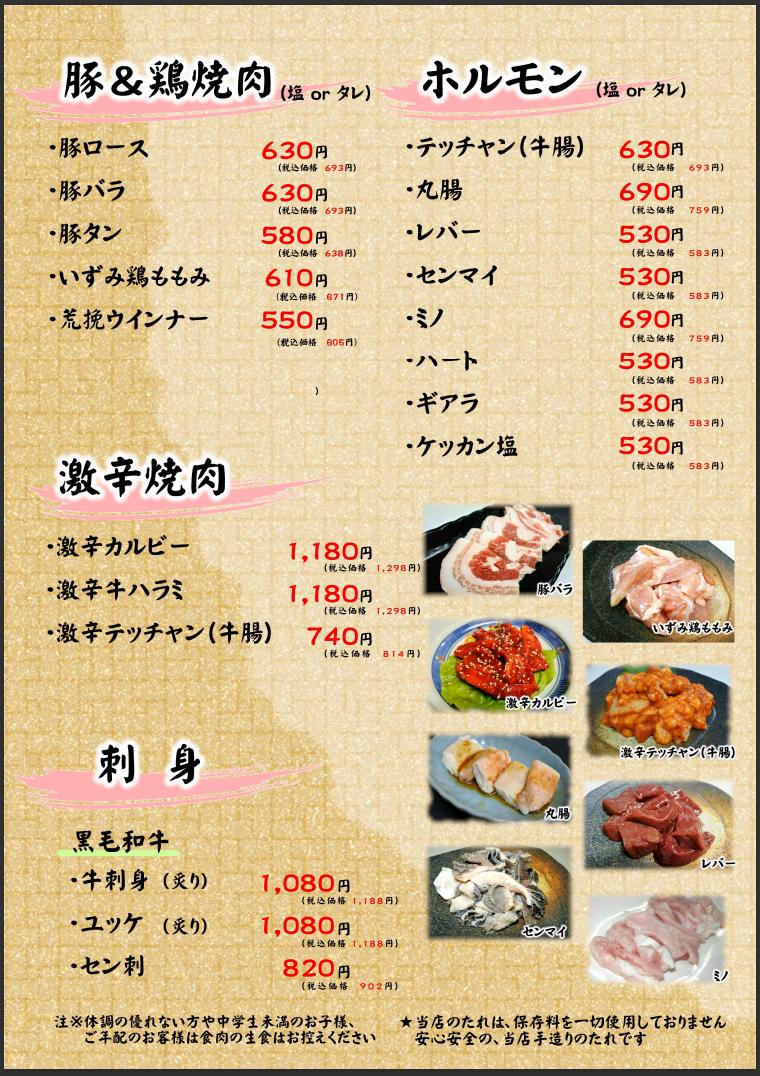 豚&鶏焼肉 (塩 or タレ)
・豚ロース 630円
(税込価格 693円)
・豚バラ 630円
(税込価格 693円)
・豚タン 580円
(税込価格 638円)
・いずみ鶏ももみ 610円
(税込価格 671円)
・荒挽ウインナー 550円
(税込価格 605円)
)
ホルモン (塩 or タレ)
・テッチャン(牛腸) 630円
(税込価格 693円)
・丸腸 690円
(税込価格 759円)
・レバー 530円
(税込価格 583円)
・センマイ 530円
(税込価格 583円)
・ミノ 690円
(税込価格 759円)
・ハート 530円
(税込価格 583円)
・ギアラ 530円
(税込価格 583円)
・ケッカン塩 530円
(税込価格 583円)
激辛焼肉
・激辛カルビー 1,180円
(税込価格 1,298円)
・激辛牛ハラミ 1,180円
(税込価格 1,298円)
・激辛テッチャン(牛腸) 740円
(税込価格 814円)
豚バラ
いずみ鶏ももみ
激辛カルビー
激辛テッチャン(牛腸)
丸腸
レバー
センマイ
ミノ
刺 身
黒毛和牛
・牛刺身 (炙り) 1,080円
(税込価格 1,188円)
・ユッケ (炙り) 1,080円
(税込価格 1,188円)
・セン刺 820円
(税込価格 902円)
注※体調の優れない方や中学生未満のお子様、
ご年配のお客様は食肉の生食はお控えください
★当店のたれは、保存料を一切使用しておりません
安心安全の、当店手造りのたれです